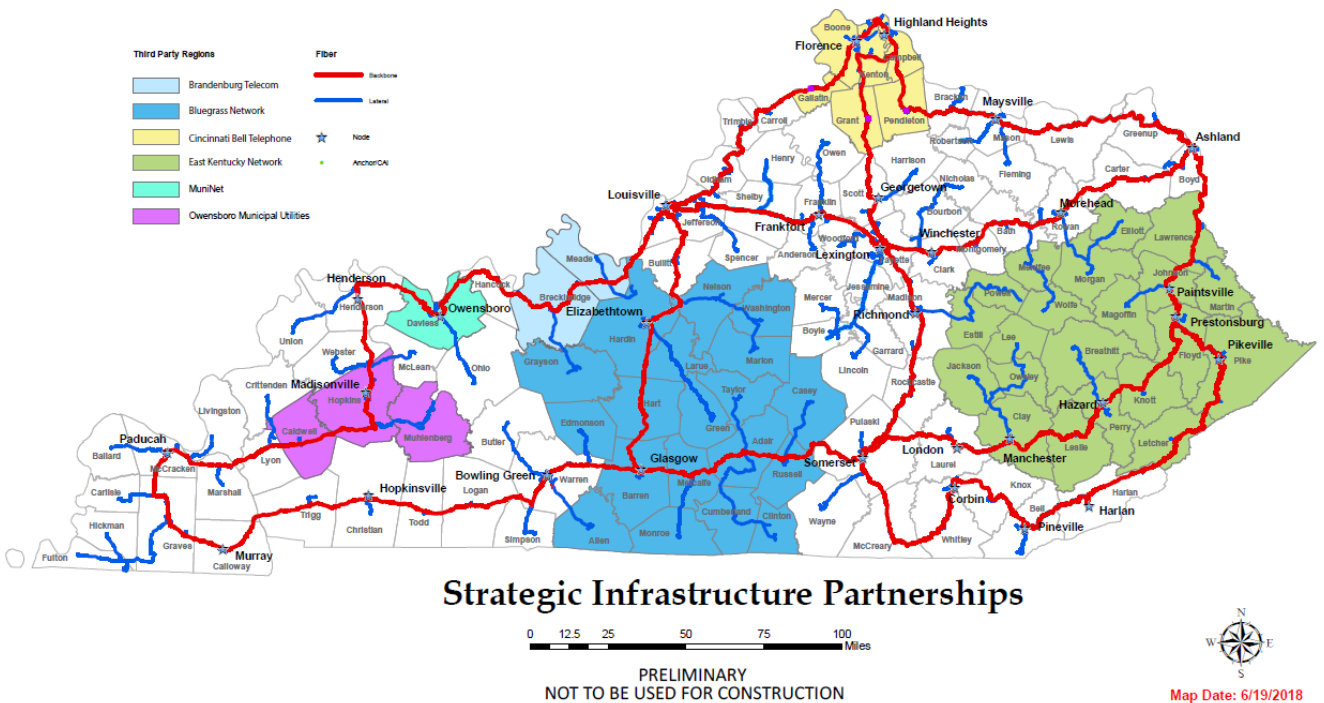 Third Party Regions
Brandenburg Telecom
Bluegrass Network
Cincinnati Bell Telephone
East Kentucky Network
MuniNet
Owensboro Municipal Utilities
Fiber
Backbone
Lateral
Node
Anchor/CAI
Highland Heights
Boone
Florence
Campbell
Kenton
Gallatin
Grant
Pendleton
Bracken
Maysville
Mason
Robertson
Lewis
Greenup
Ashland
Trimble
Carroll
Owen
Henry
Harrison
Fleming
Carter
Boyd
Oldham
Shelby
Scott
Georgetown
Nicholas
Louisville
Jefferson
Franklin
Frankfort
Bourbon
Morehead
Rowan
Bath
Elliott
Lawrence
Winchester
Woodford
Lexington
Fayette
Montgomery
Clark
Spencer
Anderson
Bullitt
Meade
Breckinridge
Hancock
Henderson
Henderson
Owensboro
Daviess
Union
Webster
McLean
Ohio
Elizabethtown
Hardin
Nelson
Washington
Mercer
Jessamine
Madison
Richmond
Boyle
Garrard
Powell
Menifee
Morgan
Wolfe
Johnson
Paintsville
Martin
Magoffin
Prestonsburg
Floyd
Pikeville
Pike
Estill
Lee
Breathitt
Jackson
Owsley
Knott
Hazard
Perry
Clay
Leslie
Letcher
Manchester
Grayson
Larue
Marion
Taylor
Casey
Lincoln
Rockcastle
Pulaski
Hart
Green
Adair
Edmonson
Crittenden
Livingston
Madisonville
Hopkins
Caldwell
Muhlenberg
Butler
Paducah
Ballard
McCracken
Lyon
Carlisle
Marshall
Hopkinsville
Logan
Bowling Green
Warren
Glasgow
Barren
Metcalfe
Russell
Somerset
London
Laurel
Knox
Harlan
Harlan
Corbin
Bell
Pineville
Whitley
McCreary
Wayne
Cumberland
Clinton
Monroe
Allen
Simpson
Todd
Christian
Trigg
Hickman
Fulton
Graves
Murray
Calloway
Strategic Infrastructure Partnerships
0 12.5 25 50 75 100
Miles
PRELIMINARY
NOT TO BE USED FOR CONSTRUCTION
N
W E
S
Map Date: 6/19/2018